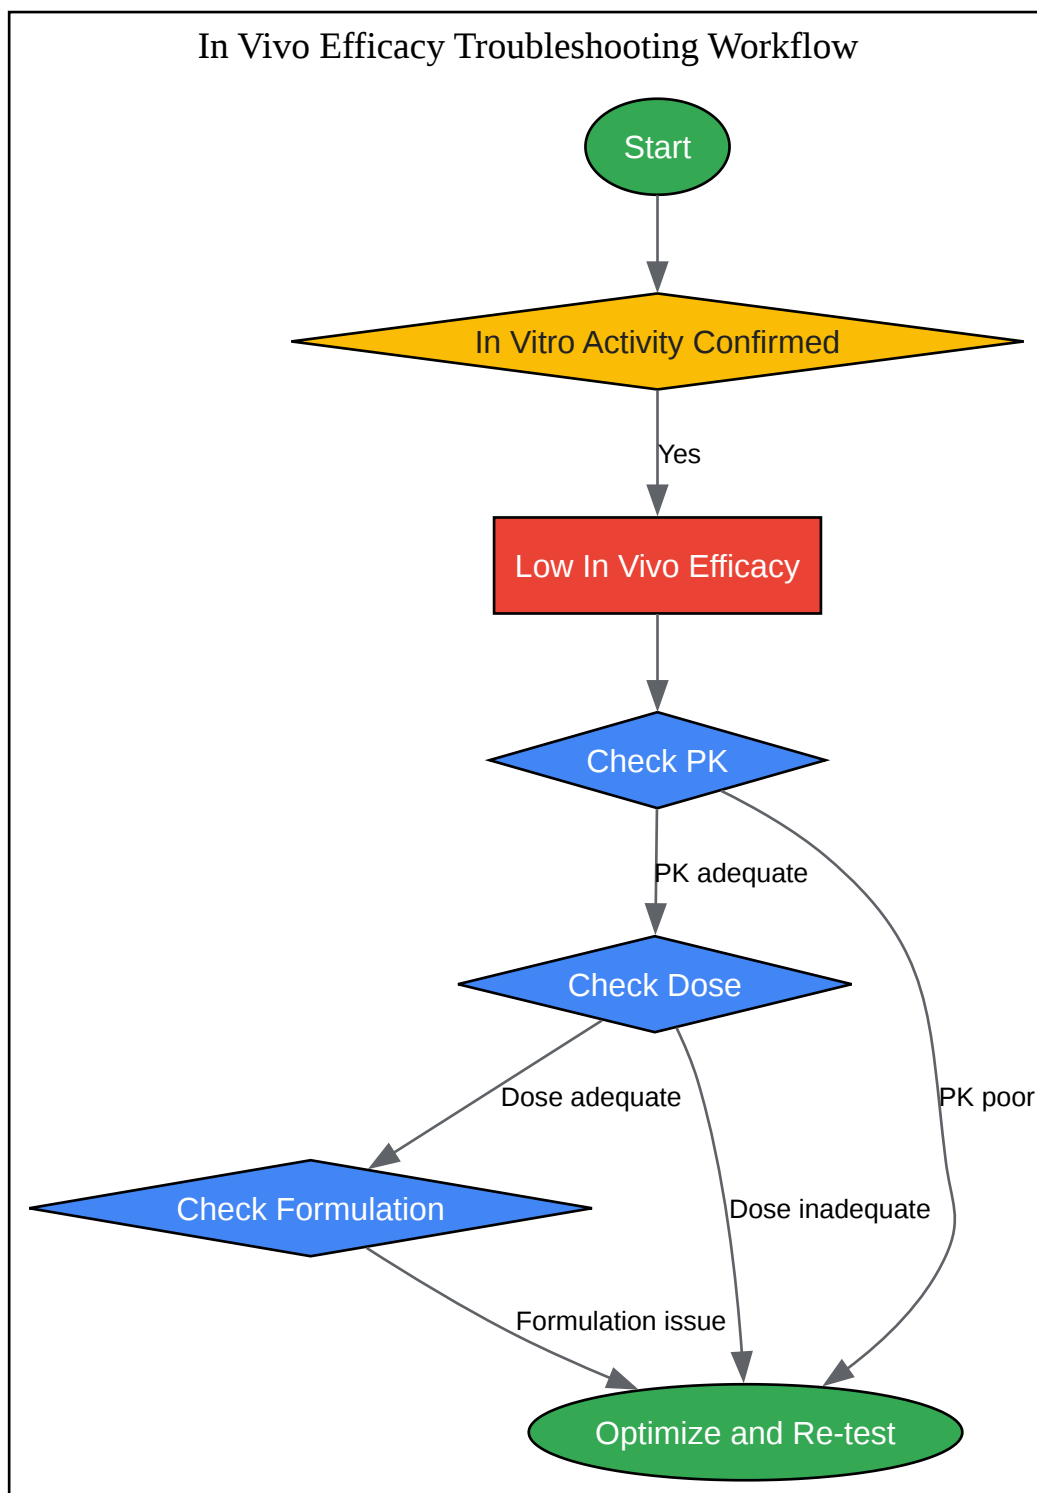 In Vivo Efficacy Troubleshooting Workflow
Start
In Vitro Activity Confirmed
Yes
Low In Vivo Efficacy
Check PK
PK adequate
Check Dose
Dose adequate
PK poor
Check Formulation
Dose inadequate
Formulation issue
Optimize and Re-test